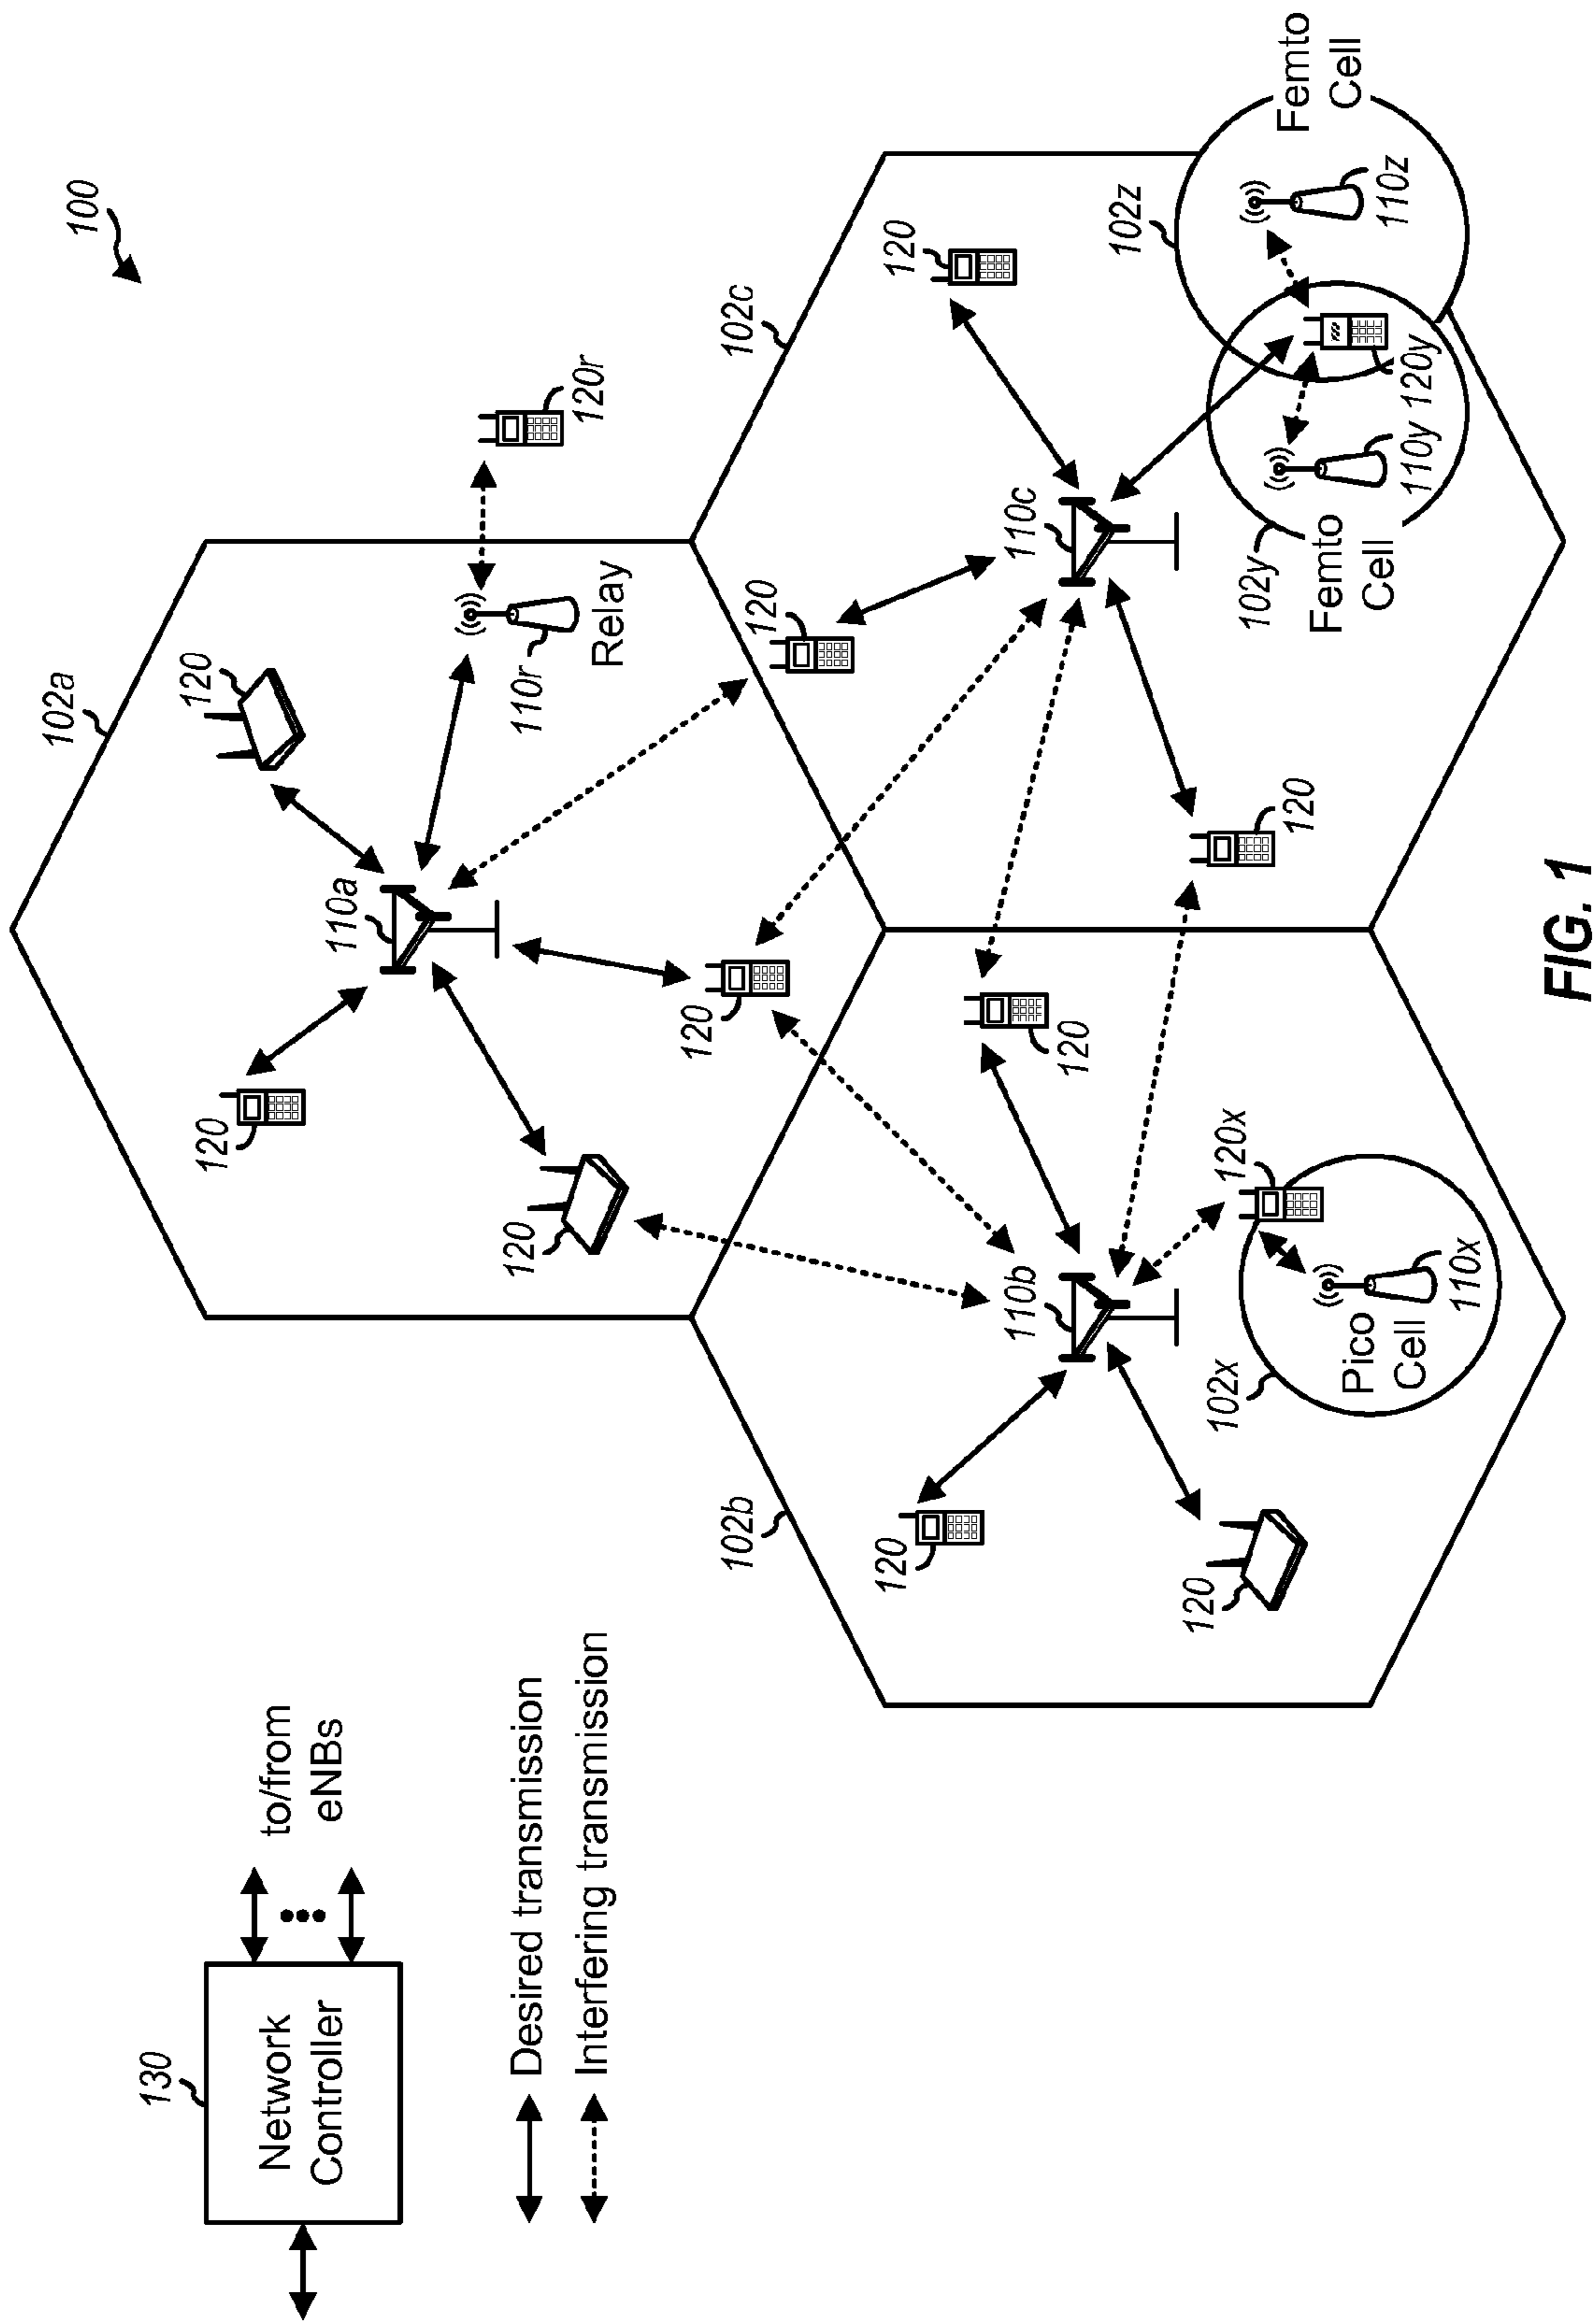 100
130
Network
Controller
to/from
eNBs
Desired transmission
Interfering transmission
102a
120
120
110a
120
110r
Relay
120r
120
120
102b
120
102c
120
110b
120
110c
120
120
102x
Pico
Cell
110x
120x
120
102y
Femto
Cell
110y
120y
102z
110z
Femto
Cell
FIG. 1